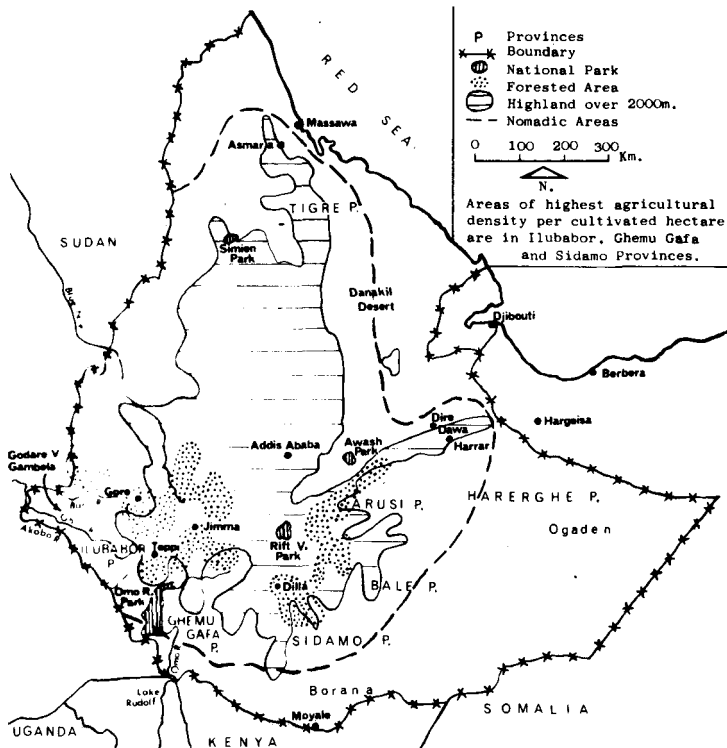 P Provinces
Boundary
National Park
Forested Area
Highland over 2000m.
Nomadic Areas
0 100 200 300
Km.
N.
Areas of highest agricultural
density per cultivated hectare
are in Ilubabor, Ghemu Gafa
and Sidamo Provinces.
RED SEA
Massawa
Asmara
TIGRE P.
SUDAN
Simien
Park
Danakil
Desert
Djibouti
Berbera
Dire
Dawa
Hargeisa
Addis Ababa
Awash
Park
Harrar
Godare V
Gambela
Gore
ARUSI P.
HARERGHE P.
Ogaden
Akobo R
Jimma
ILUBABOR
P
Teppi
Rift V.
Park
Omo R.
Park
Dilla
BALE P.
GHEMU
GAFA
P.
SIDAMO P.
Omo R
Borana
SOMALIA
Lake
Rudolf
Moyale
UGANDA
KENYA